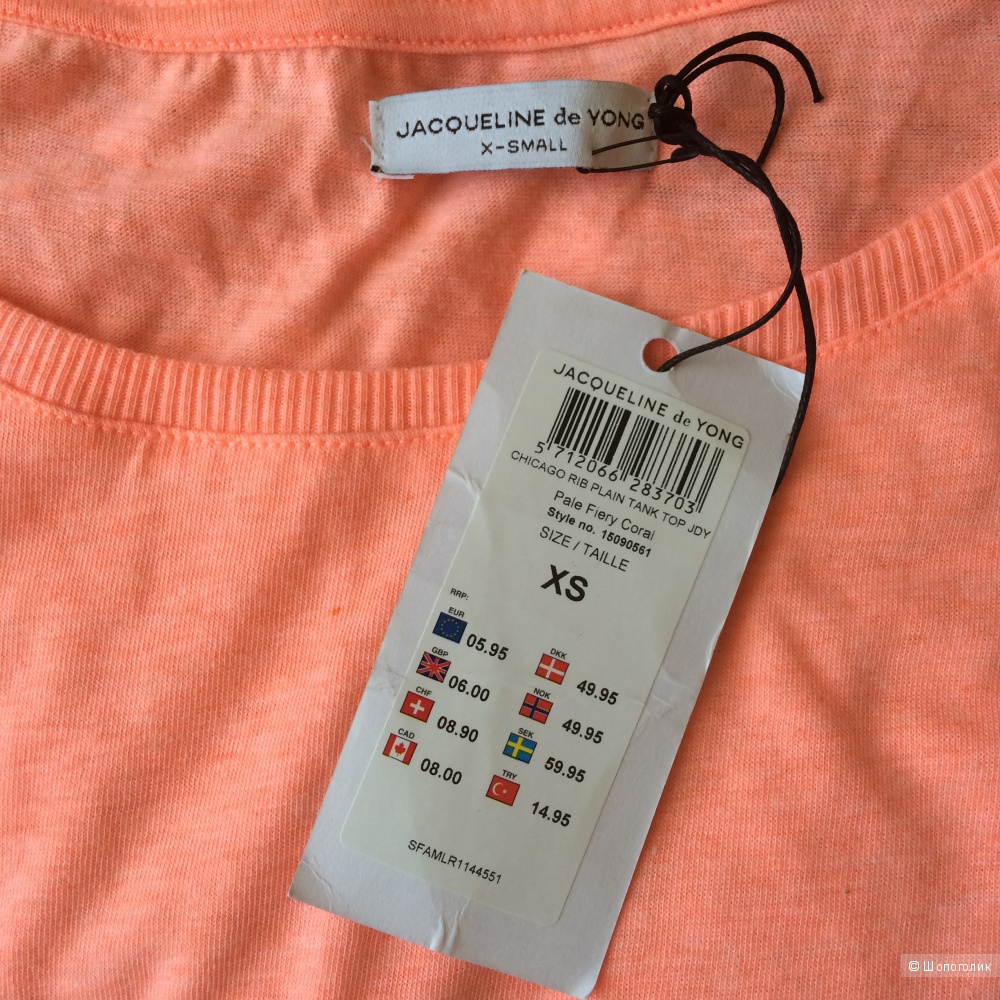 JACQUELINE de YONG
X-SMALL
JACQUELINE de YONG
5 712066 283703
CHICAGO RIB PLAIN TANK TOP JDY
Pale Fiery Coral
Style no. 15090561
SIZE / TAILLE
XS
RRP:
EUR
05.95
GBP
06.00
CHF
08.90
CAD
08.00
DKK
49.95
NOK
49.95
SEK
59.95
TRY
14.95
SFAMLR1144551
© Шопоголик